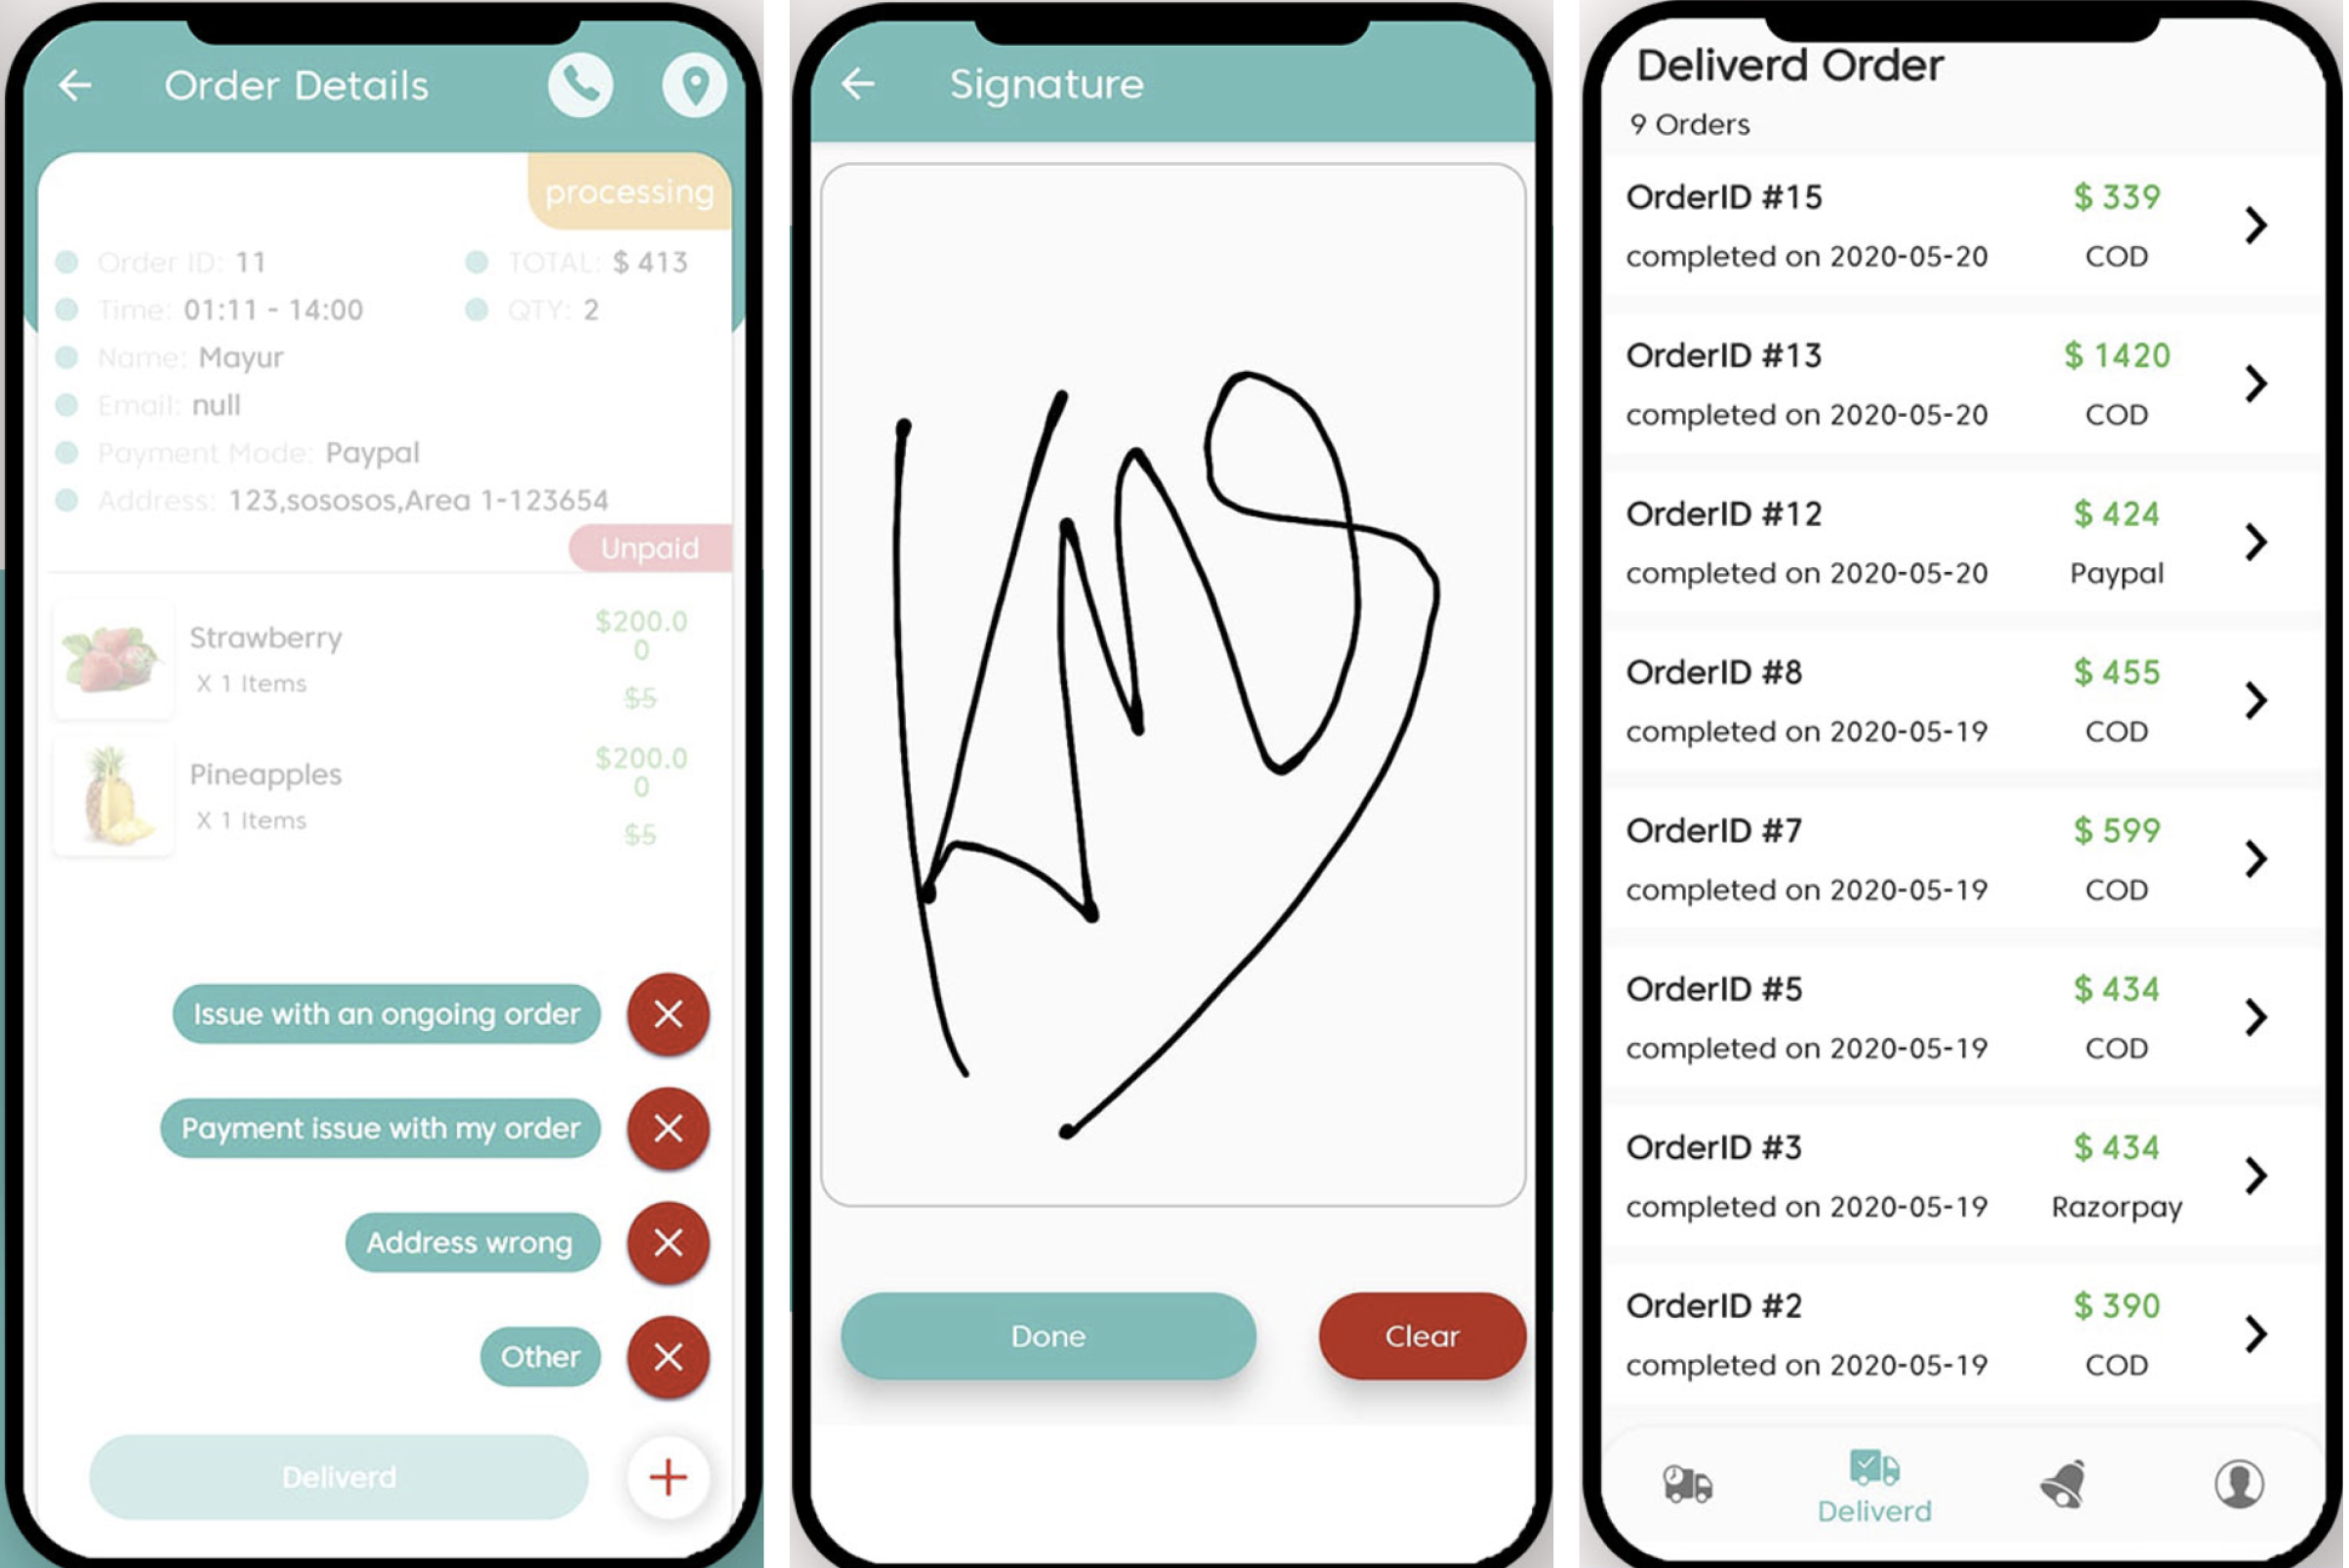 Order Details
processing
Order ID: 11
TOTAL: $ 413
Time: 01:11 - 14:00
QTY: 2
Name: Mayur
Email: null
Payment Mode: Paypal
Address: 123,sososos,Area 1-123654
Unpaid
Strawberry
X 1 Items
$200.0
0
$5
Pineapples
X 1 Items
$200.0
0
$5
Issue with an ongoing order
Payment issue with my order
Address wrong
Other
Deliverd
Signature
Done
Clear
Deliverd Order
9 Orders
OrderID #15
$ 339
completed on 2020-05-20
COD
OrderID #13
$ 1420
completed on 2020-05-20
COD
OrderID #12
$ 424
completed on 2020-05-20
Paypal
OrderID #8
$ 455
completed on 2020-05-19
COD
OrderID #7
$ 599
completed on 2020-05-19
COD
OrderID #5
$ 434
completed on 2020-05-19
COD
OrderID #3
$ 434
completed on 2020-05-19
Razorpay
OrderID #2
$ 390
completed on 2020-05-19
COD
Deliverd